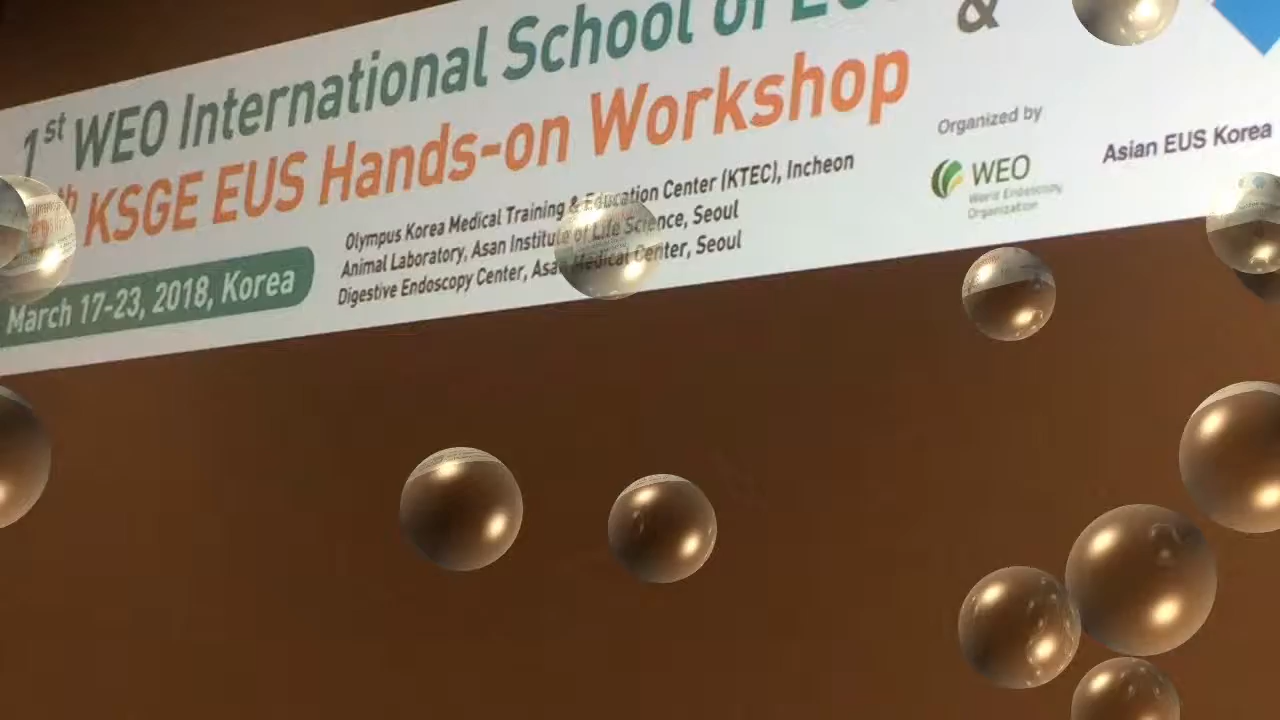 1st WEO International School of
&
th KSGE EUS Hands-on Workshop
March 17-23, 2018, Korea
Olympus Korea Medical Training & Education Center (KTEC), Incheon
Animal Laboratory, Asan Institute of Life Science, Seoul
Digestive Endoscopy Center, Asan Medical Center, Seoul
Organized by
WEO
World Endoscopy
Organization
Asian EUS Korea